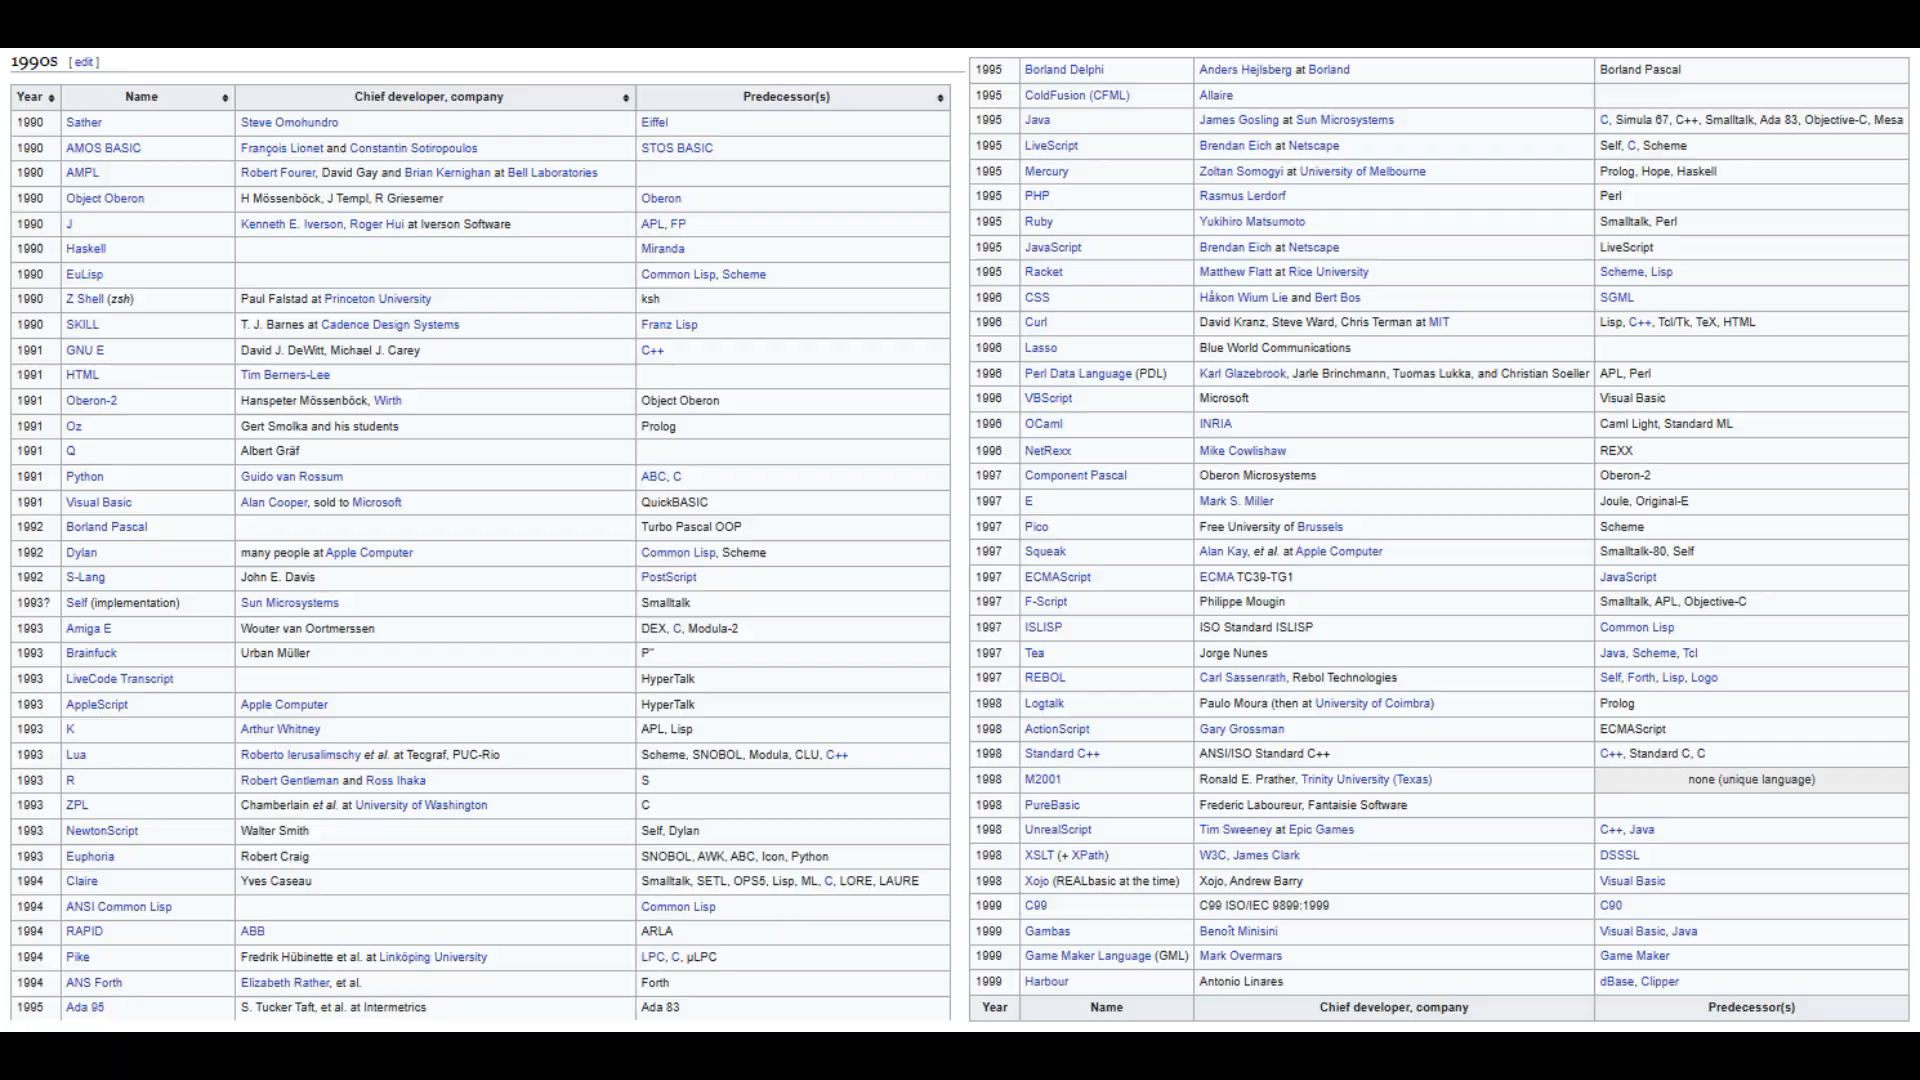 1990s [ edit ]
Year Name Chief developer, company Predecessor(s)
1990 Sather Steve Omohundro Eiffel
1990 AMOS BASIC François Lionet and Constantin Sotiropoulos STOS BASIC
1990 AMPL Robert Fourer, David Gay and Brian Kernighan at Bell Laboratories
1990 Object Oberon H Mössenböck, J Templ, R Griesemer Oberon
1990 J Kenneth E. Iverson, Roger Hui at Iverson Software APL, FP
1990 Haskell Miranda
1990 EuLisp Common Lisp, Scheme
1990 Z Shell (zsh) Paul Falstad at Princeton University ksh
1990 SKILL T. J. Barnes at Cadence Design Systems Franz Lisp
1991 GNU E David J. DeWitt, Michael J. Carey C++
1991 HTML Tim Berners-Lee
1991 Oberon-2 Hanspeter Mössenböck, Wirth Object Oberon
1991 Oz Gert Smolka and his students Prolog
1991 Q Albert Gräf
1991 Python Guido van Rossum ABC, C
1991 Visual Basic Alan Cooper, sold to Microsoft QuickBASIC
1992 Borland Pascal Turbo Pascal OOP
1992 Dylan many people at Apple Computer Common Lisp, Scheme
1992 S-Lang John E. Davis PostScript
1993? Self (implementation) Sun Microsystems Smalltalk
1993 Amiga E Wouter van Oortmerssen DEX, C, Modula-2
1993 Brainfuck Urban Müller P′′
1993 LiveCode Transcript HyperTalk
1993 AppleScript Apple Computer HyperTalk
1993 K Arthur Whitney APL, Lisp
1993 Lua Roberto Ierusalimschy et al. at Tecgraf, PUC-Rio Scheme, SNOBOL, Modula, CLU, C++
1993 R Robert Gentleman and Ross Ihaka S
1993 ZPL Chamberlain et al. at University of Washington C
1993 NewtonScript Walter Smith Self, Dylan
1993 Euphoria Robert Craig SNOBOL, AWK, ABC, Icon, Python
1994 Claire Yves Caseau Smalltalk, SETL, OPS5, Lisp, ML, C, LORE, LAURE
1994 ANSI Common Lisp Common Lisp
1994 RAPID ABB ARLA
1994 Pike Fredrik Hübinette et al. at Linköping University LPC, C, µLPC
1994 ANS Forth Elizabeth Rather, et al. Forth
1995 Ada 95 S. Tucker Taft, et al. at Intermetrics Ada 83
1995 Borland Delphi Anders Hejlsberg at Borland Borland Pascal
1995 ColdFusion (CFML) Allaire
1995 Java James Gosling at Sun Microsystems C, Simula 67, C++, Smalltalk, Ada 83, Objective-C, Mesa
1995 LiveScript Brendan Eich at Netscape Self, C, Scheme
1995 Mercury Zoltan Somogyi at University of Melbourne Prolog, Hope, Haskell
1995 PHP Rasmus Lerdorf Perl
1995 Ruby Yukihiro Matsumoto Smalltalk, Perl
1995 JavaScript Brendan Eich at Netscape LiveScript
1995 Racket Matthew Flatt at Rice University Scheme, Lisp
1996 CSS Håkon Wium Lie and Bert Bos SGML
1996 Curl David Kranz, Steve Ward, Chris Terman at MIT Lisp, C++, Tcl/Tk, TeX, HTML
1996 Lasso Blue World Communications
1996 Perl Data Language (PDL) Karl Glazebrook, Jarle Brinchmann, Tuomas Lukka, and Christian Soeller APL, Perl
1996 VBScript Microsoft Visual Basic
1996 OCaml INRIA Caml Light, Standard ML
1996 NetRexx Mike Cowlishaw REXX
1997 Component Pascal Oberon Microsystems Oberon-2
1997 E Mark S. Miller Joule, Original-E
1997 Pico Free University of Brussels Scheme
1997 Squeak Alan Kay, et al. at Apple Computer Smalltalk-80, Self
1997 ECMAScript ECMA TC39-TG1 JavaScript
1997 F-Script Philippe Mougin Smalltalk, APL, Objective-C
1997 ISLISP ISO Standard ISLISP Common Lisp
1997 Tea Jorge Nunes Java, Scheme, Tcl
1997 REBOL Carl Sassenrath, Rebol Technologies Self, Forth, Lisp, Logo
1998 Logtalk Paulo Moura (then at University of Coimbra) Prolog
1998 ActionScript Gary Grossman ECMAScript
1998 Standard C++ ANSI/ISO Standard C++ C++, Standard C, C
1998 M2001 Ronald E. Prather, Trinity University (Texas) none (unique language)
1998 PureBasic Frederic Laboureur, Fantaisie Software
1998 UnrealScript Tim Sweeney at Epic Games C++, Java
1998 XSLT (+ XPath) W3C, James Clark DSSSL
1998 Xojo (REALbasic at the time) Xojo, Andrew Barry Visual Basic
1999 C99 C99 ISO/IEC 9899:1999 C90
1999 Gambas Benoît Minisini Visual Basic, Java
1999 Game Maker Language (GML) Mark Overmars Game Maker
1999 Harbour Antonio Linares dBase, Clipper
Year Name Chief developer, company Predecessor(s)